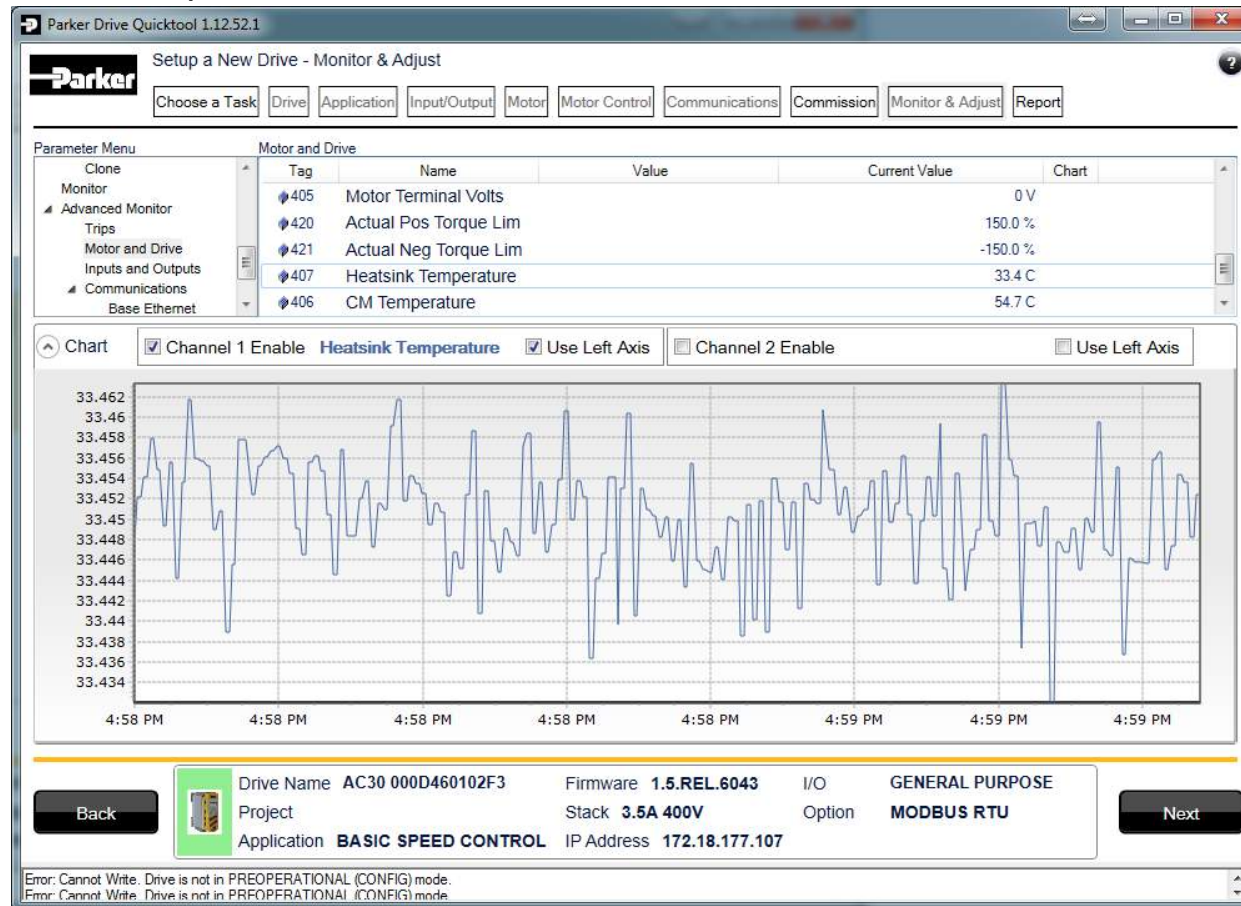 Parker Drive Quicktool 1.12.52.1
Parker
Setup a New Drive - Monitor & Adjust
?
Choose a Task Drive Application Input/Output Motor Motor Control Communications Commission Monitor & Adjust Report
Parameter Menu
Clone
Monitor
Advanced Monitor
Trips
Motor and Drive
Inputs and Outputs
Communications
Base Ethernet
Motor and Drive
Tag Name Value Current Value Chart
405 Motor Terminal Volts 0 V
420 Actual Pos Torque Lim 150.0 %
421 Actual Neg Torque Lim -150.0 %
407 Heatsink Temperature 33.4 C
406 CM Temperature 54.7 C
Chart Channel 1 Enable Heatsink Temperature Use Left Axis Channel 2 Enable Use Left Axis
33.462
33.46
33.458
33.456
33.454
33.452
33.45
33.448
33.446
33.444
33.442
33.44
33.438
33.436
33.434
4:58 PM 4:58 PM 4:58 PM 4:58 PM 4:58 PM 4:59 PM 4:59 PM 4:59 PM
Back
Drive Name AC30 000D460102F3 Firmware 1.5.REL.6043 I/O GENERAL PURPOSE
Project Stack 3.5A 400V Option MODBUS RTU
Application BASIC SPEED CONTROL IP Address 172.18.177.107
Next
Error: Cannot Write. Drive is not in PREOPERATIONAL (CONFIG) mode.
Error: Cannot Write. Drive is not in PREOPERATIONAL (CONFIG) mode.